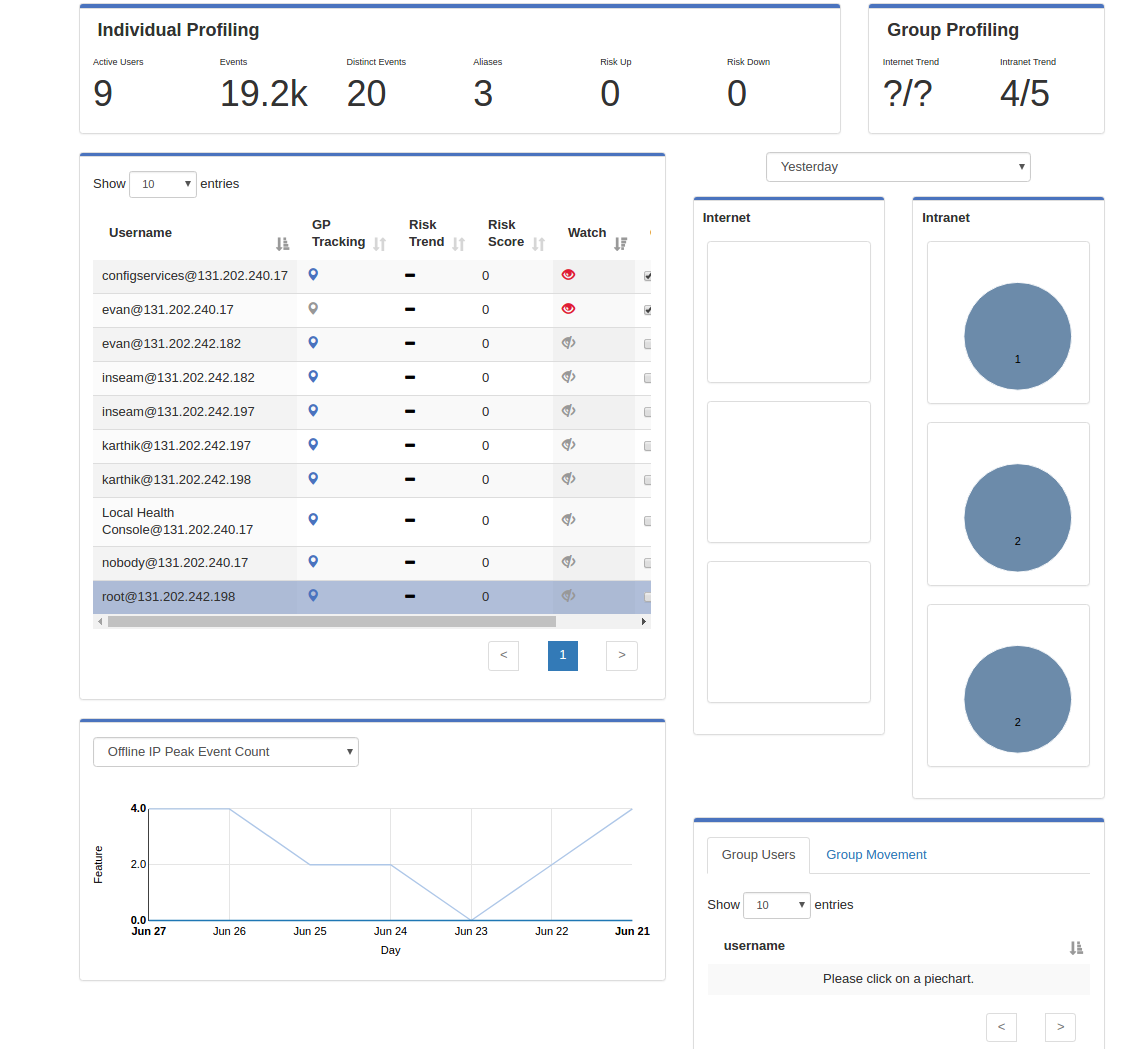 Individual Profiling
Active Users Events Distinct Events Aliases Risk Up Risk Down
9 19.2k 20 3 0 0
Group Profiling
Internet Trend Intranet Trend
?/? 4/5
Show 10 entries
Username GP Tracking Risk Trend Risk Score Watch
configservices@131.202.240.17 0
evan@131.202.240.17 0
evan@131.202.242.182 0
inseam@131.202.242.182 0
inseam@131.202.242.197 0
karthik@131.202.242.197 0
karthik@131.202.242.198 0
Local Health
Console@131.202.240.17 0
nobody@131.202.240.17 0
root@131.202.242.198 0
< 1 >
Offline IP Peak Event Count
4.0
2.0
0.0
Feature
Jun 27 Jun 26 Jun 25 Jun 24 Jun 23 Jun 22 Jun 21
Day
Yesterday
Internet
Intranet
1
2
2
Group Users Group Movement
Show 10 entries
username
Please click on a piechart.
< >